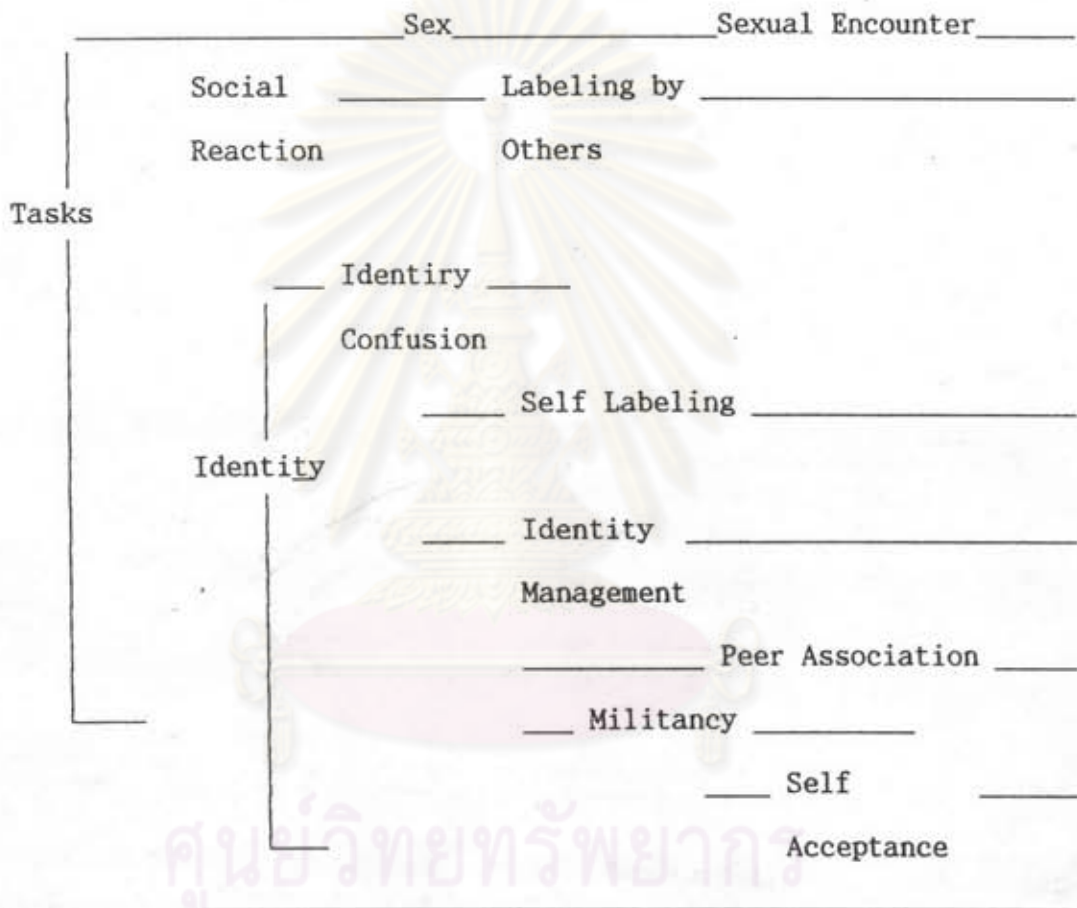 Sex Sexual Encounter
Social Labeling by
Reaction Others
Tasks
Identiry
Confusion
Self Labeling
Identity
Identity
Management
Peer Association
Militancy
Self
Acceptance
ศูนย์วิทยทรัพยากร